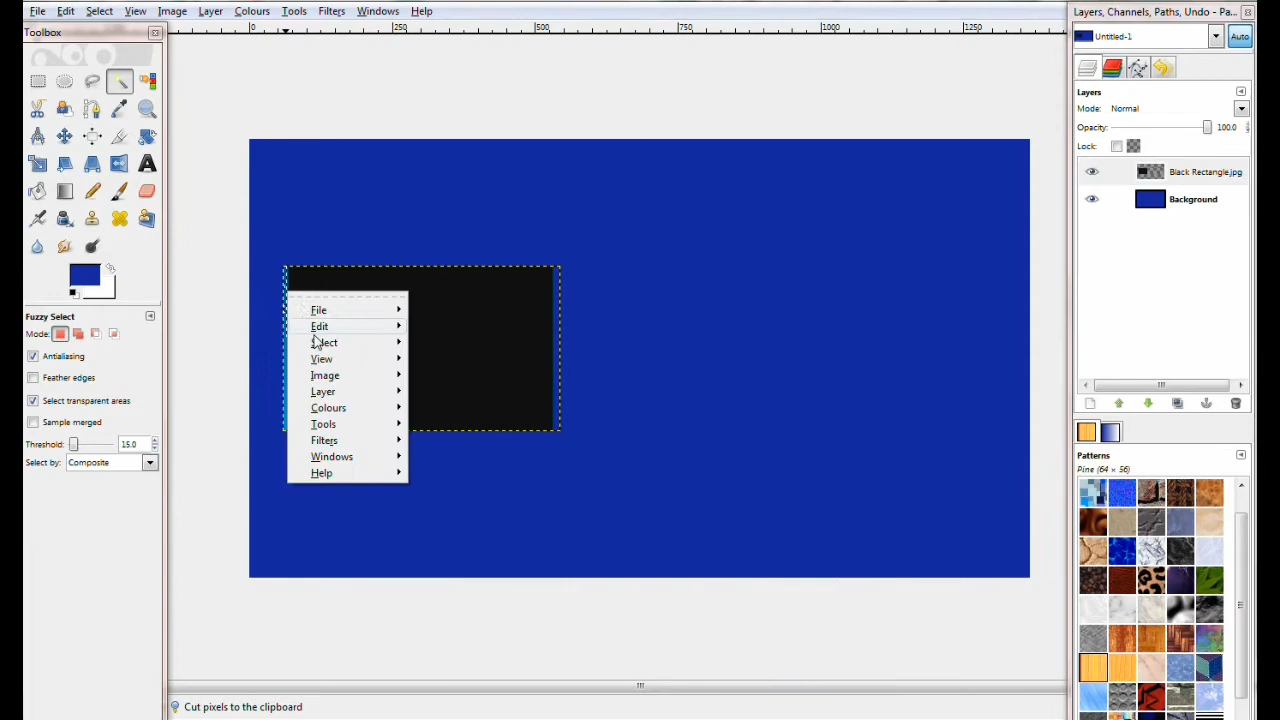 File Edit Select View Image Layer Colours Tools Filters Windows Help
Toolbox
0 250 500 750 1000 1250
Fuzzy Select
Mode:
Antialiasing
Feather edges
Select transparent areas
Sample merged
Threshold: 15.0
Select by: Composite
File
Edit
View
Image
Layer
Colours
Tools
Filters
Windows
Help
Cut pixels to the clipboard
Layers, Channels, Paths, Undo - Pa...
Untitled-1
Auto
Layers
Mode: Normal
Opacity: 100.0
Lock:
Black Rectangle.jpg
Background
Patterns
Pine (64 × 56)